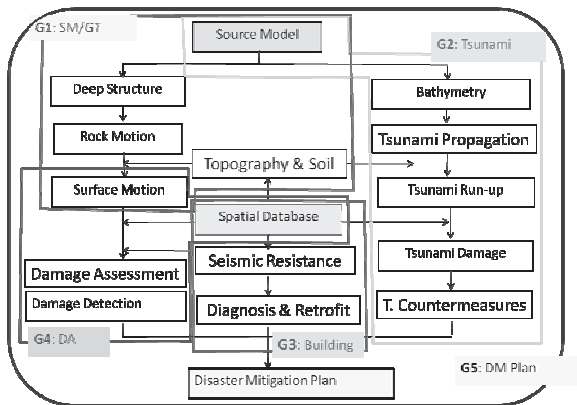 G1: SM/GT
Source Model
G2: Tsunami
Deep Structure
Bathymetry
Rock Motion
Tsunami Propagation
Topography & Soil
Surface Motion
Tsunami Run-up
Spatial Database
Seismic Resistance
Tsunami Damage
Damage Assessment
Damage Detection
Diagnosis & Retrofit
T. Countermeasures
G4: DA
G3: Building
G5: DM Plan
Disaster Mitigation Plan